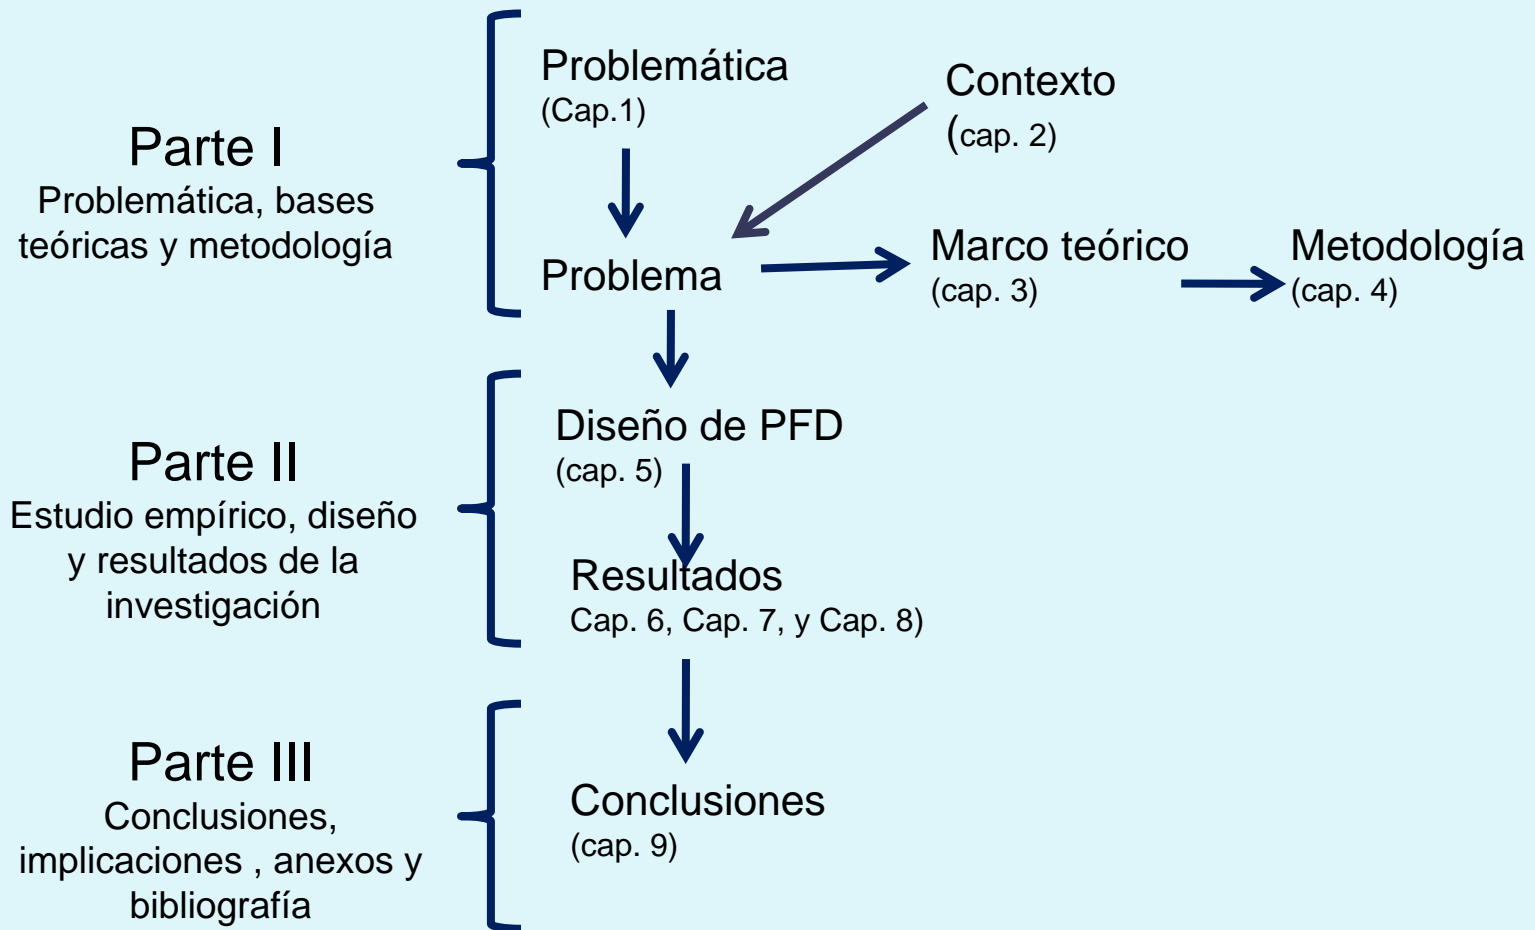 Parte I
Problemática, bases
teóricas y metodología
Problemática
(Cap.1)
Contexto
(cap. 2)
Problema
Marco teórico
(cap. 3)
Metodología
(cap. 4)
Parte II
Estudio empírico, diseño
y resultados de la
investigación
Diseño de PFD
(cap. 5)
Resultados
Cap. 6, Cap. 7, y Cap. 8)
Parte III
Conclusiones,
implicaciones , anexos y
bibliografía
Conclusiones
(cap. 9)